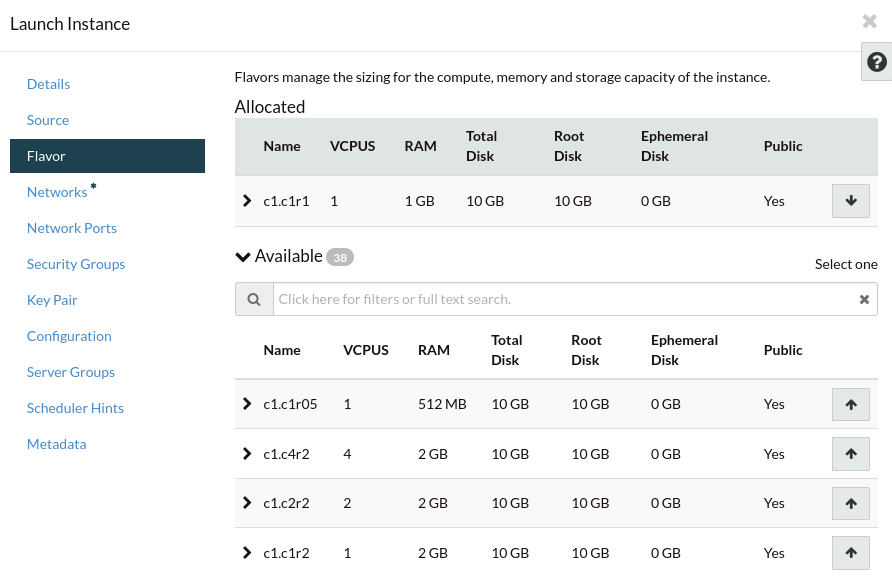 Launch Instance
Details
Source
Flavor
Networks *
Network Ports
Security Groups
Key Pair
Configuration
Server Groups
Scheduler Hints
Metadata
Flavors manage the sizing for the compute, memory and storage capacity of the instance.
Allocated
Name VCPUS RAM Total Disk Root Disk Ephemeral Disk Public
c1.c1r1 1 1 GB 10 GB 10 GB 0 GB Yes
Available 38
Select one
Click here for filters or full text search.
Name VCPUS RAM Total Disk Root Disk Ephemeral Disk Public
c1.c1r05 1 512 MB 10 GB 10 GB 0 GB Yes
c1.c4r2 4 2 GB 10 GB 10 GB 0 GB Yes
c1.c2r2 2 2 GB 10 GB 10 GB 0 GB Yes
c1.c1r2 1 2 GB 10 GB 10 GB 0 GB Yes